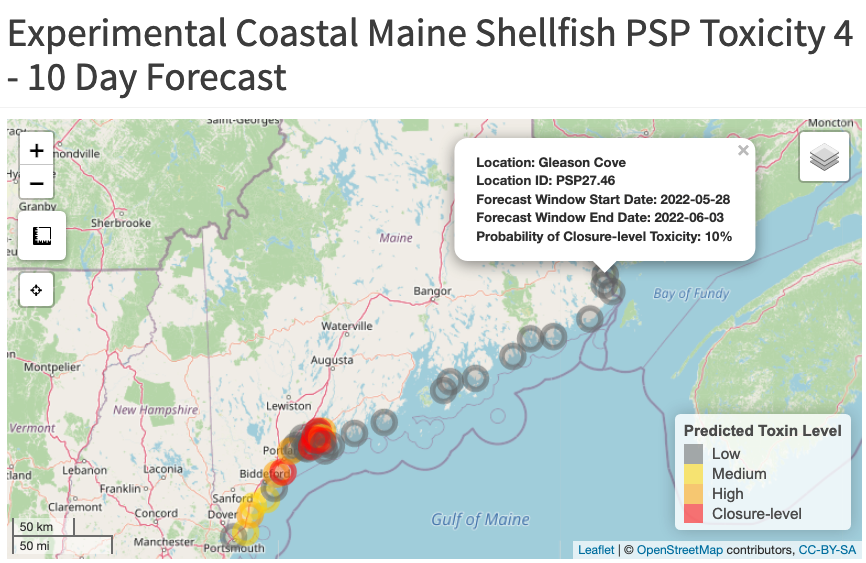 Experimental Coastal Maine Shellfish PSP Toxicity 4
- 10 Day Forecast
Saint-Georges
Moncton
+
−
Granby
Sherbrooke
Maine
Bangor
Bay of Fundy
Waterville
Augusta
Montpelier
New Hampshire
Lewiston
Vermont
Biddeford
Lebanon
Laconia
Franklin
Sanford
Claremont
Concord
Dover
Manchester
Portsmouth
Gulf of Maine
50 km
50 mi
×
Location: Gleason Cove
Location ID: PSP27.46
Forecast Window Start Date: 2022-05-28
Forecast Window End Date: 2022-06-03
Probability of Closure-level Toxicity: 10%
Predicted Toxin Level
Low
Medium
High
Closure-level
Leaflet | © OpenStreetMap contributors, CC-BY-SA